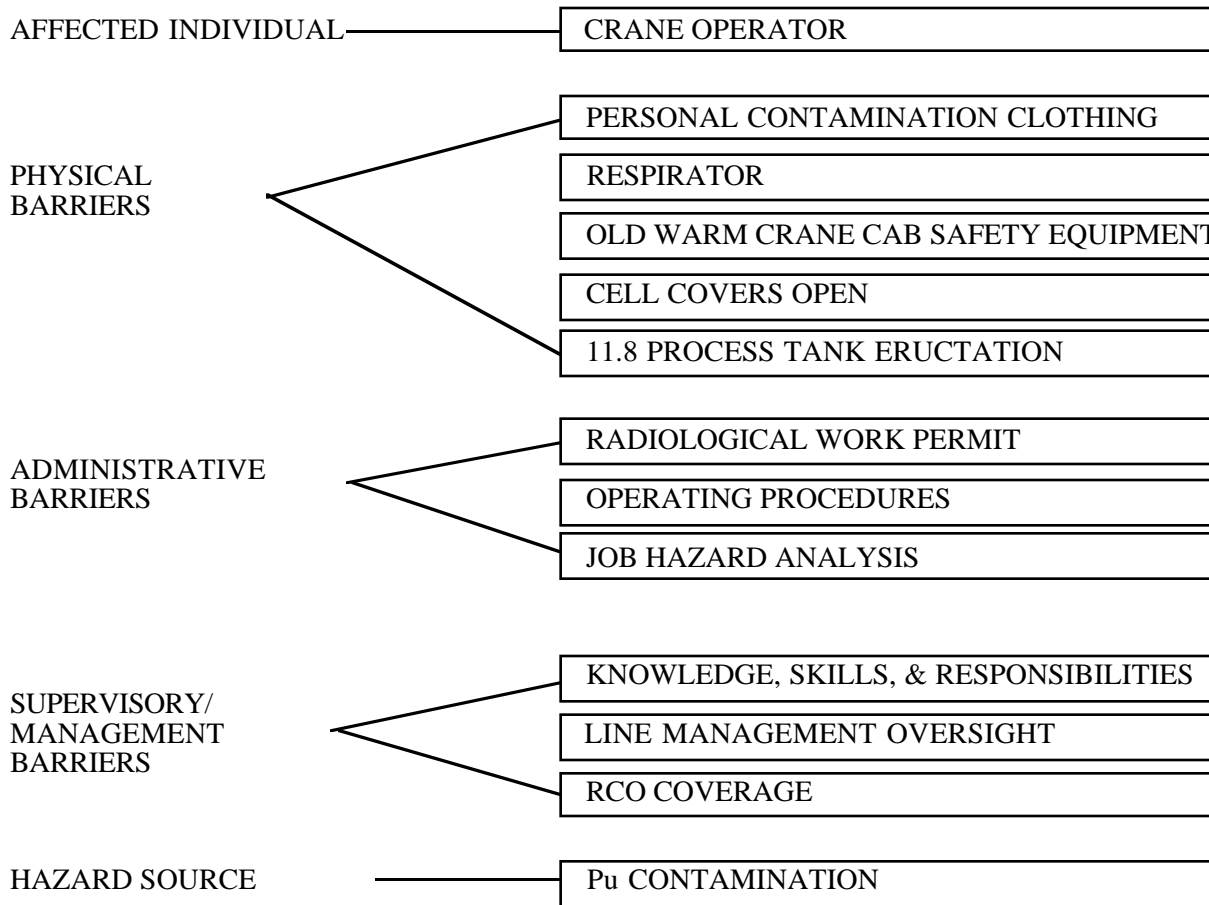 AFFECTED INDIVIDUAL
CRANE OPERATOR
PHYSICAL
BARRIERS
PERSONAL CONTAMINATION CLOTHING
RESPIRATOR
OLD WARM CRANE CAB SAFETY EQUIPMENT
CELL COVERS OPEN
11.8 PROCESS TANK ERUCTATION
ADMINISTRATIVE
BARRIERS
RADIOLOGICAL WORK PERMIT
OPERATING PROCEDURES
JOB HAZARD ANALYSIS
SUPERVISORY/
MANAGEMENT
BARRIERS
KNOWLEDGE, SKILLS, & RESPONSIBILITIES
LINE MANAGEMENT OVERSIGHT
RCO COVERAGE
HAZARD SOURCE
Pu CONTAMINATION